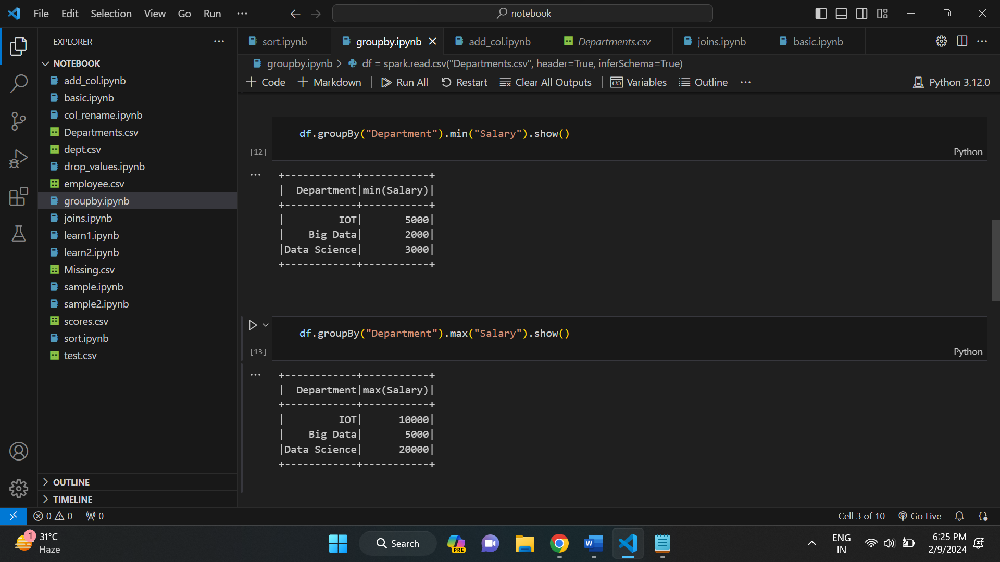 File Edit Selection View Go Run ···
notebook
EXPLORER ···
NOTEBOOK
add_col.ipynb
basic.ipynb
col_rename.ipynb
Departments.csv
dept.csv
drop_values.ipynb
employee.csv
groupby.ipynb
joins.ipynb
learn1.ipynb
learn2.ipynb
Missing.csv
sample.ipynb
sample2.ipynb
scores.csv
sort.ipynb
test.csv
OUTLINE
TIMELINE
sort.ipynb groupby.ipynb add_col.ipynb Departments.csv joins.ipynb basic.ipynb
groupby.ipynb > df = spark.read.csv("Departments.csv", header=True, inferSchema=True)
+ Code + Markdown | Run All Restart Clear All Outputs | Variables Outline ··· Python 3.12.0
df.groupBy("Department").min("Salary").show()
[12]
Python
+------------+-----------+
|  Department|min(Salary)|
+------------+-----------+
|         IOT|       5000|
|    Big Data|       2000|
|Data Science|       3000|
+------------+-----------+
df.groupBy("Department").max("Salary").show()
[13]
Python
+------------+-----------+
|  Department|max(Salary)|
+------------+-----------+
|         IOT|      10000|
|    Big Data|       5000|
|Data Science|      20000|
+------------+-----------+
0 0 0 Cell 3 of 10 Go Live
1 31°C
Haze
Search
PRE
W
ENG
IN
6:25 PM
2/9/2024